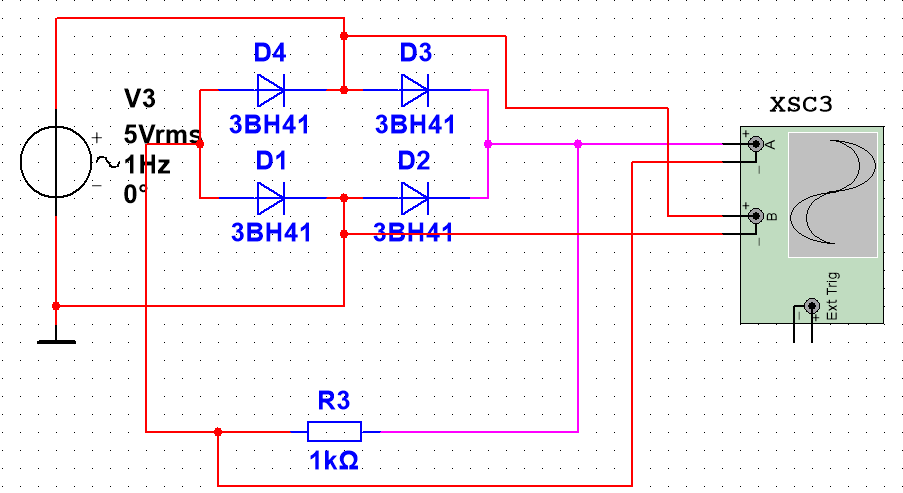 D4
D3
XSC3
V3
3BH41
3BH41
+
5Vrms
+
A
1Hz
D1
D2
−
−
0°
+
B
3BH41
3BH41
−
Ext Trig
−
+
R3
1kΩ